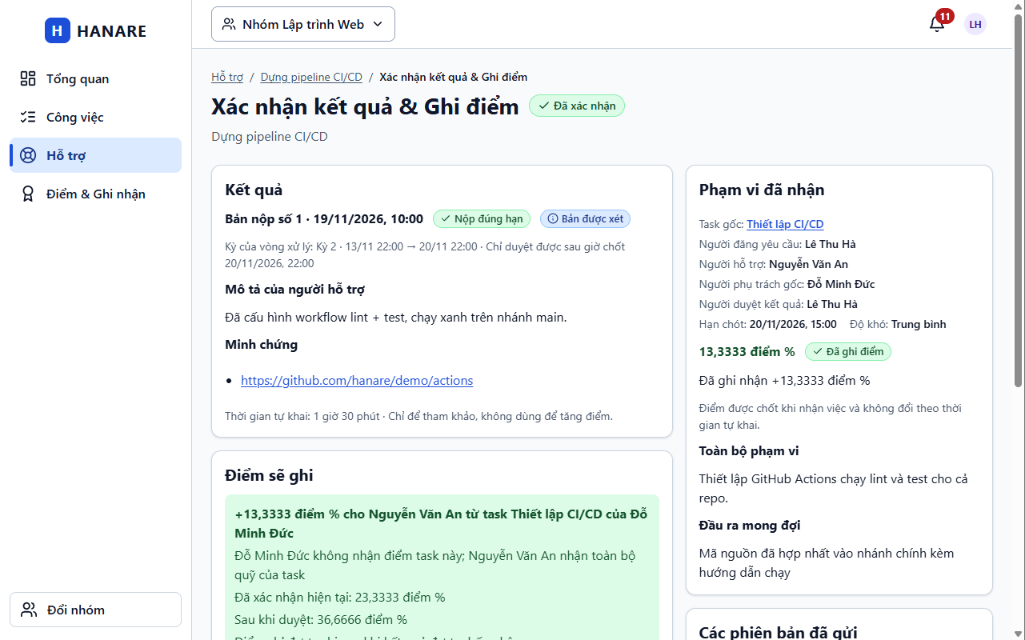 H HANARE
Tổng quan
Công việc
Hỗ trợ
Điểm & Ghi nhận
Đổi nhóm
Nhóm Lập trình Web
11
LH
Hỗ trợ / Dựng pipeline CI/CD / Xác nhận kết quả & Ghi điểm
Xác nhận kết quả & Ghi điểm
Đã xác nhận
Dựng pipeline CI/CD
Kết quả
Bản nộp số 1 · 19/11/2026, 10:00
Nộp đúng hạn
Bản được xét
Kỳ của vòng xử lý: Kỳ 2 · 13/11 22:00 → 20/11 22:00 · Chỉ duyệt được sau giờ chốt
20/11/2026, 22:00
Mô tả của người hỗ trợ
Đã cấu hình workflow lint + test, chạy xanh trên nhánh main.
Minh chứng
https://github.com/hanare/demo/actions
Thời gian tự khai: 1 giờ 30 phút · Chỉ để tham khảo, không dùng để tăng điểm.
Điểm sẽ ghi
+13,3333 điểm % cho Nguyễn Văn An từ task Thiết lập CI/CD của Đỗ
Minh Đức
Đỗ Minh Đức không nhận điểm task này; Nguyễn Văn An nhận toàn bộ
quỹ của task
Đã xác nhận hiện tại: 23,3333 điểm %
Sau khi duyệt: 36,6666 điểm %
Phạm vi đã nhận
Task gốc: Thiết lập CI/CD
Người đăng yêu cầu: Lê Thu Hà
Người hỗ trợ: Nguyễn Văn An
Người phụ trách gốc: Đỗ Minh Đức
Người duyệt kết quả: Lê Thu Hà
Hạn chót: 20/11/2026, 15:00 Độ khó: Trung bình
13,3333 điểm %
Đã ghi điểm
Đã ghi nhận +13,3333 điểm %
Điểm được chốt khi nhận việc và không đổi theo thời
gian tự khai.
Toàn bộ phạm vi
Thiết lập GitHub Actions chạy lint và test cho cả
repo.
Đầu ra mong đợi
Mã nguồn đã hợp nhất vào nhánh chính kèm
hướng dẫn chạy
Các phiên bản đã gửi